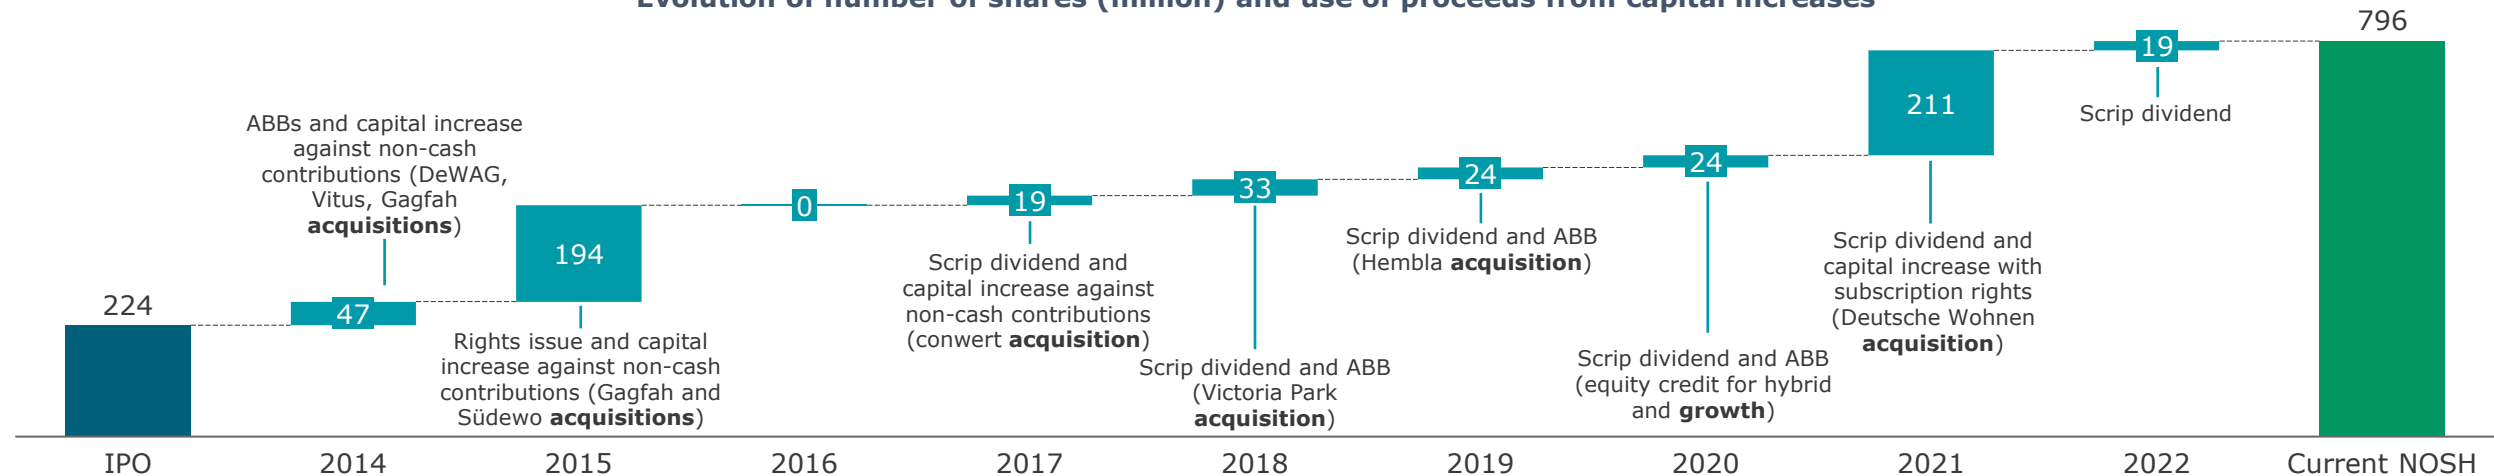 Evolution of number of shares (million) and use of proceeds from capital increases
224
IPO
ABBs and capital increase
against non-cash
contributions (DeWAG,
Vitus, Gagfah
acquisitions)
47
2014
194
Rights issue and capital
increase against non-cash
contributions (Gagfah and
Südewo acquisitions)
2015
0
2016
19
Scrip dividend and
capital increase against
non-cash contributions
(conwert acquisition)
2017
33
Scrip dividend and ABB
(Victoria Park
acquisition)
2018
24
Scrip dividend and ABB
(Hembla acquisition)
2019
24
Scrip dividend and ABB
(equity credit for hybrid
and growth)
2020
211
Scrip dividend and
capital increase with
subscription rights
(Deutsche Wohnen
acquisition)
2021
19
Scrip dividend
2022
796
Current NOSH